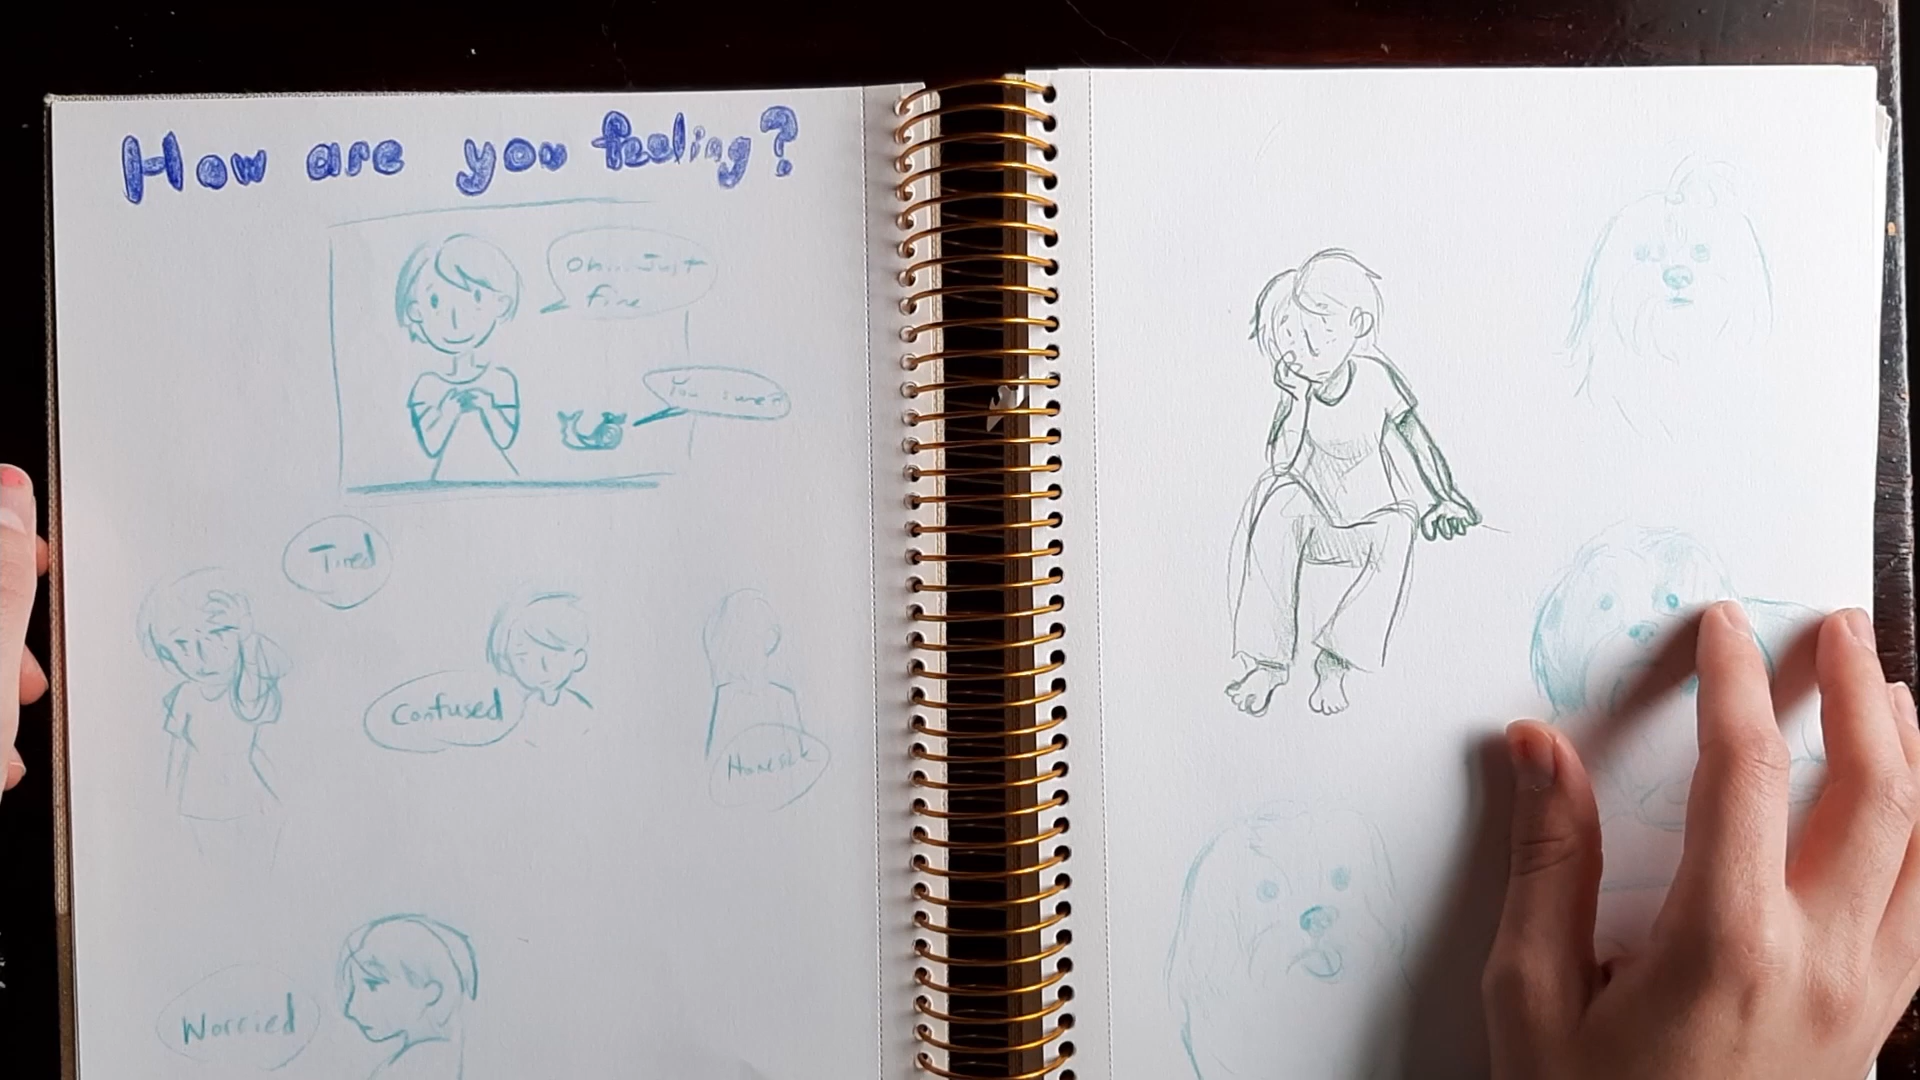 How are you feeling?
Oh... Just
fine
You sure?
Tired
Confused
Homesick
Worried